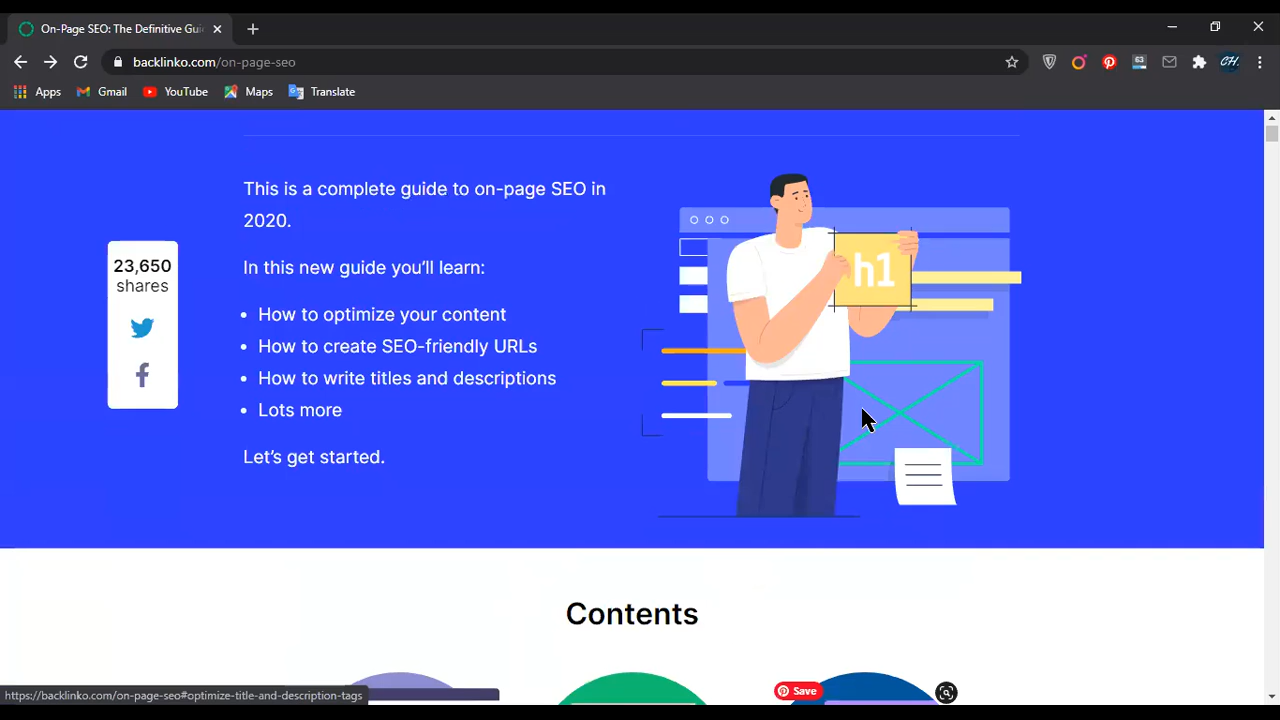 On-Page SEO: The Definitive Gui
backlinko.com/on-page-seo
63
CH.
Apps Gmail YouTube Maps Translate
This is a complete guide to on-page SEO in
2020.
23,650
shares
In this new guide you'll learn:
• How to optimize your content
• How to create SEO-friendly URLs
• How to write titles and descriptions
• Lots more
Let's get started.
h1
Contents
Save
https://backlinko.com/on-page-seo#optimize-title-and-description-tags